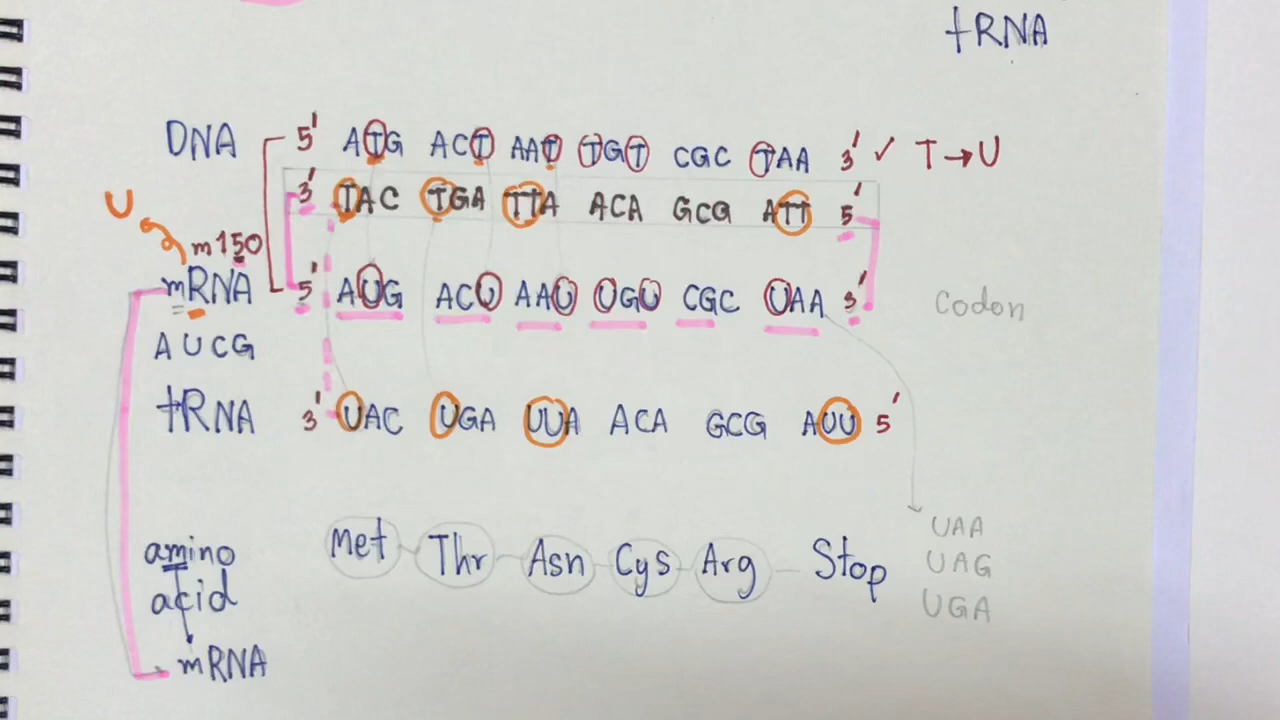 tRNA
DNA 5' ATG ACT AAT TGT CGC TAA 3' ✓ T→U
3' TAC TGA TTA ACA GCG ATT 5'
U
m150
mRNA 5' AUG ACU AAU UGU CGC UAA 3' Codon
AUCG
tRNA 3' UAC UGA UUA ACA GCG AUU 5'
Met Thr Asn Cys Arg Stop
UAA
amino
UAG
acid
UGA
mRNA